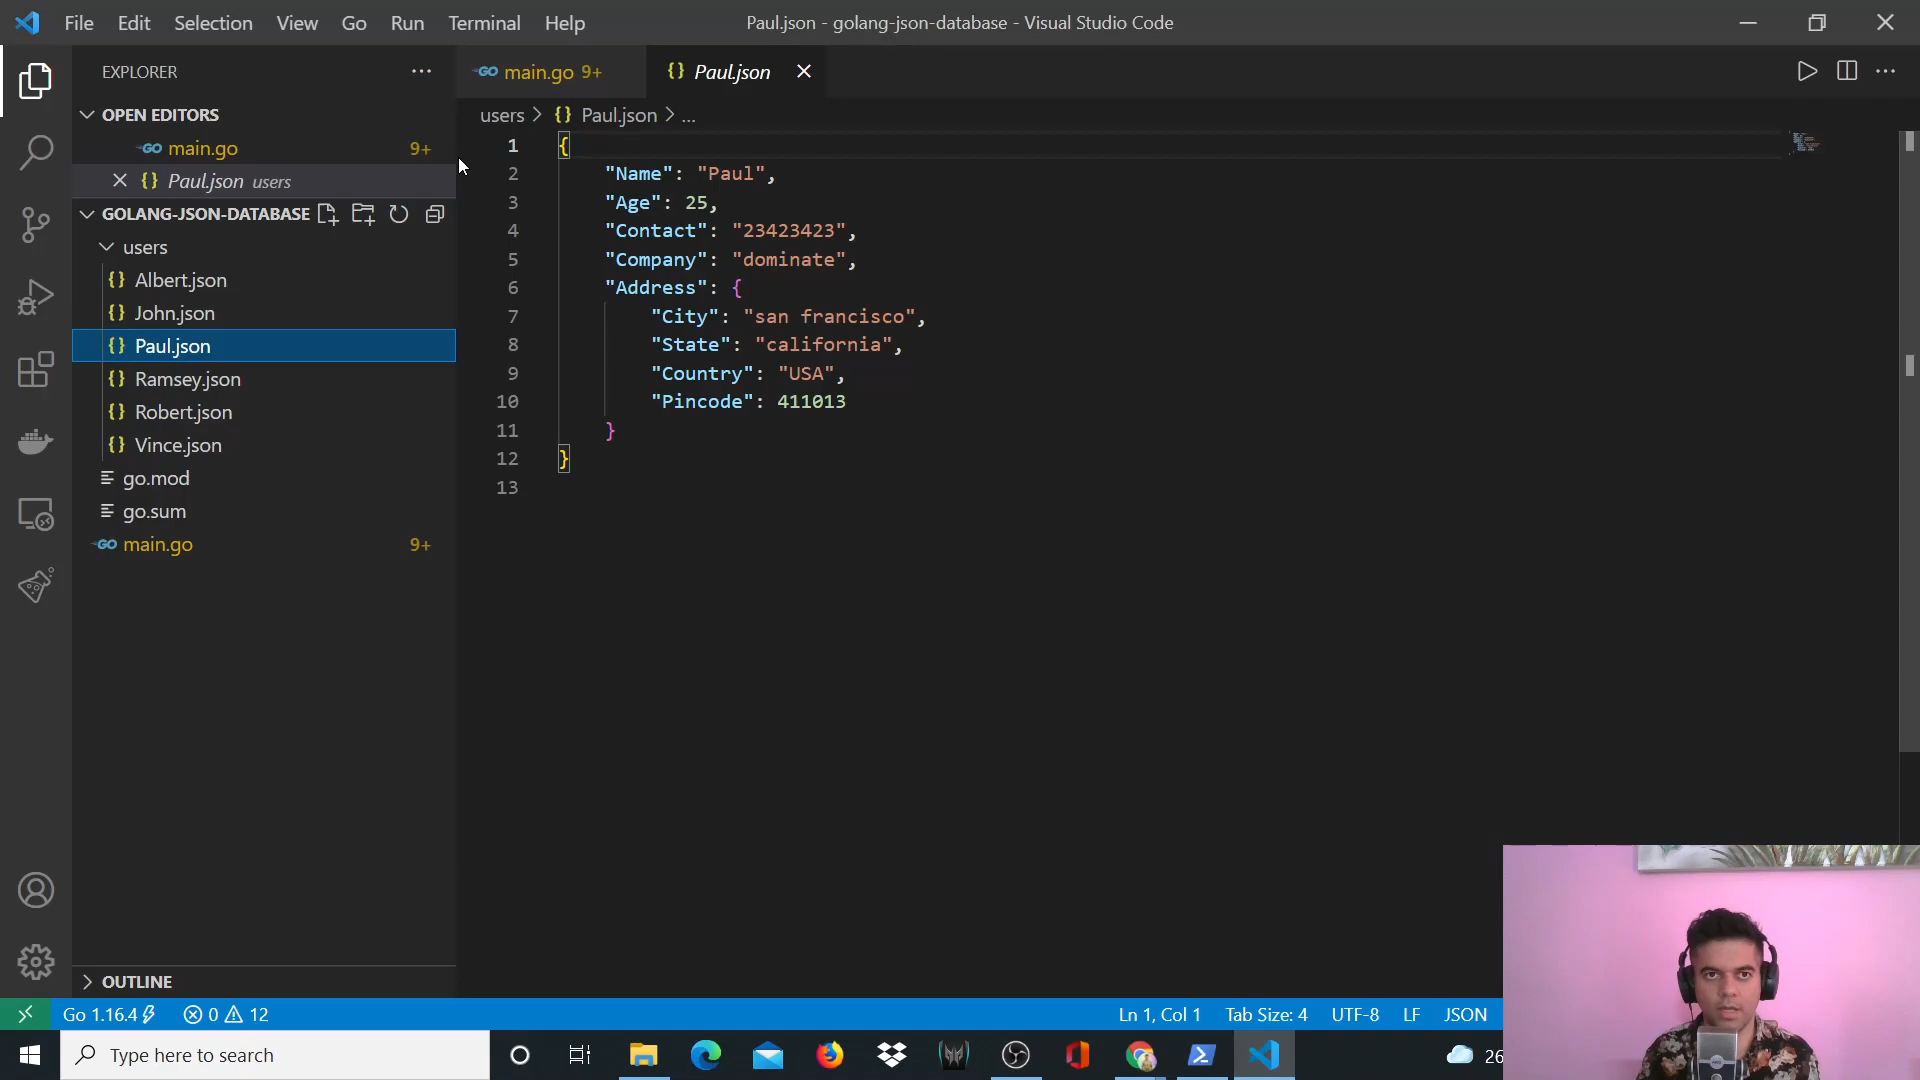 File Edit Selection View Go Run Terminal Help Paul.json - golang-json-database - Visual Studio Code
EXPLORER
main.go 9+
Paul.json
OPEN EDITORS
users > {} Paul.json > ...
main.go 9+
Paul.json users
GOLANG-JSON-DATABASE
users
Albert.json
John.json
Paul.json
Ramsey.json
Robert.json
Vince.json
go.mod
go.sum
main.go 9+
OUTLINE
1 {
2 "Name": "Paul",
3 "Age": 25,
4 "Contact": "23423423",
5 "Company": "dominate",
6 "Address": {
7 "City": "san francisco",
8 "State": "california",
9 "Country": "USA",
10 "Pincode": 411013
11 }
12 }
13
Go 1.16.4 0 12 Ln 1, Col 1 Tab Size: 4 UTF-8 LF JSON
Type here to search 26